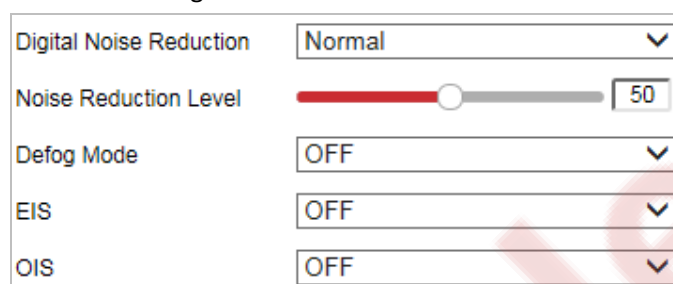 Digital Noise Reduction Normal
Noise Reduction Level 50
Defog Mode OFF
EIS OFF
OIS OFF